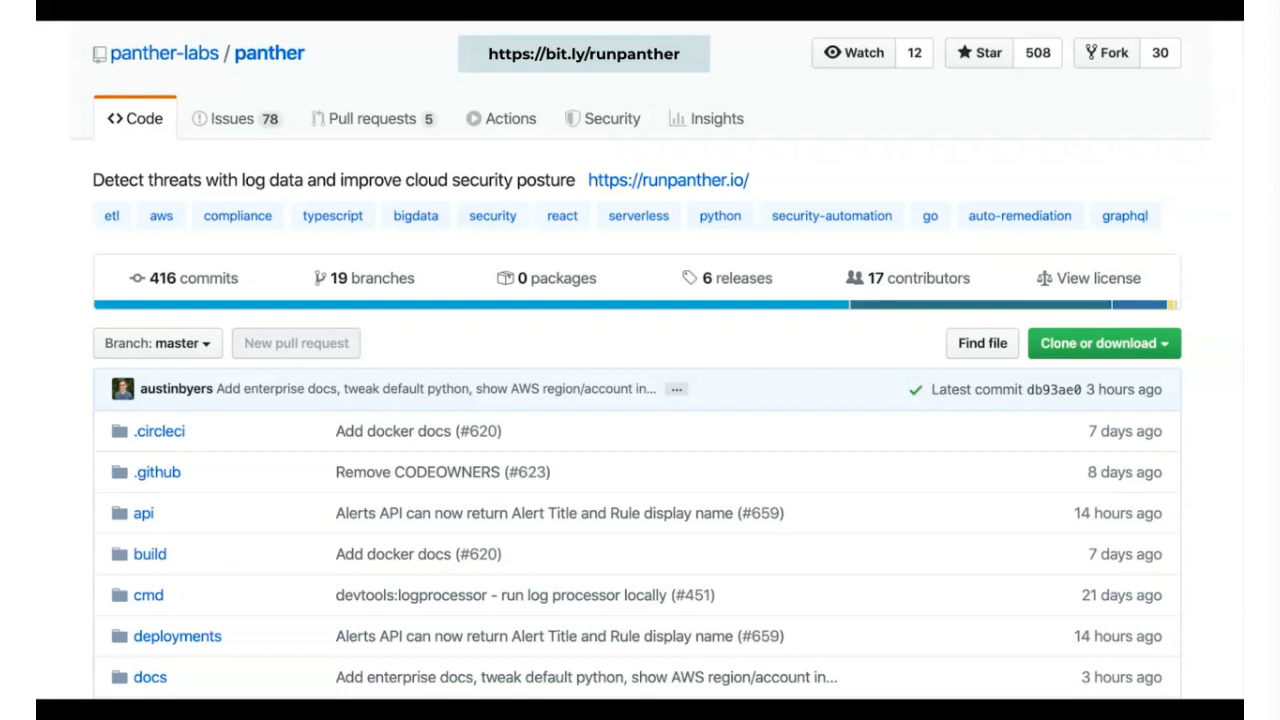 panther-labs / panther
https://bit.ly/runpanther
Watch 12 Star 508 Fork 30
Code Issues 78 Pull requests 5 Actions Security Insights
Detect threats with log data and improve cloud security posture https://runpanther.io/
etl aws compliance typescript bigdata security react serverless python security-automation go auto-remediation graphql
416 commits 19 branches 0 packages 6 releases 17 contributors View license
Branch: master New pull request Find file Clone or download
austinbyers Add enterprise docs, tweak default python, show AWS region/account in... ... Latest commit db93ae0 3 hours ago
.circleci Add docker docs (#620) 7 days ago
.github Remove CODEOWNERS (#623) 8 days ago
api Alerts API can now return Alert Title and Rule display name (#659) 14 hours ago
build Add docker docs (#620) 7 days ago
cmd devtools:logprocessor - run log processor locally (#451) 21 days ago
deployments Alerts API can now return Alert Title and Rule display name (#659) 14 hours ago
docs Add enterprise docs, tweak default python, show AWS region/account in... 3 hours ago